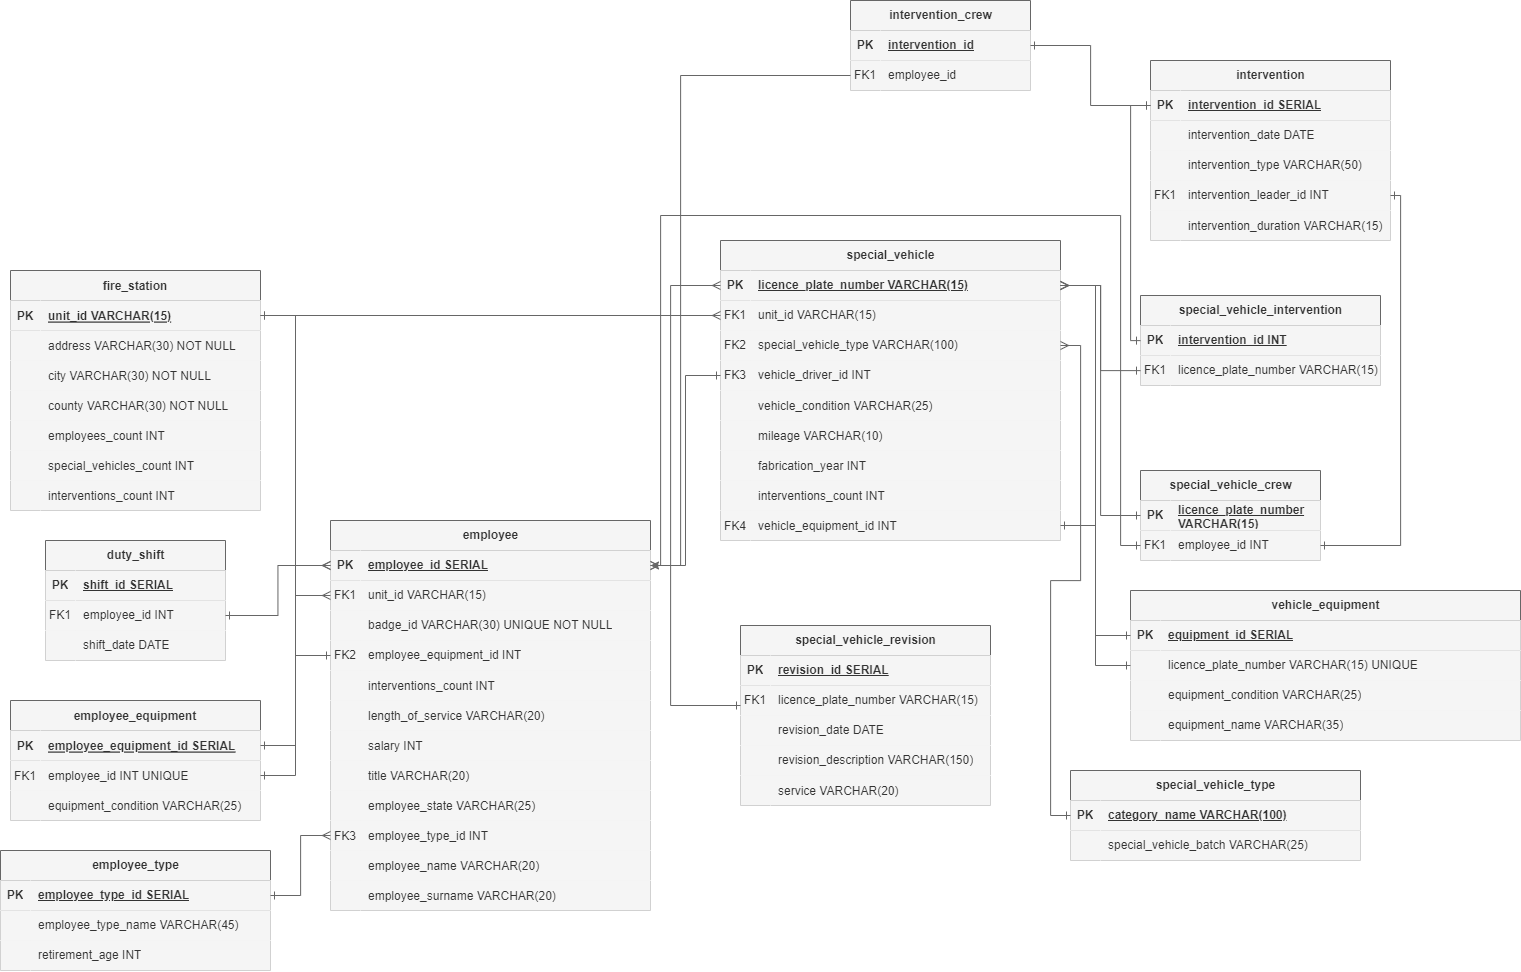 intervention_crew
PK intervention_id
FK1 employee_id
intervention
PK intervention_id SERIAL
intervention_date DATE
intervention_type VARCHAR(50)
FK1 intervention_leader_id INT
intervention_duration VARCHAR(15)
special_vehicle
PK licence_plate_number VARCHAR(15)
FK1 unit_id VARCHAR(15)
FK2 special_vehicle_type VARCHAR(100)
FK3 vehicle_driver_id INT
vehicle_condition VARCHAR(25)
mileage VARCHAR(10)
fabrication_year INT
interventions_count INT
FK4 vehicle_equipment_id INT
fire_station
PK unit_id VARCHAR(15)
address VARCHAR(30) NOT NULL
city VARCHAR(30) NOT NULL
county VARCHAR(30) NOT NULL
employees_count INT
special_vehicles_count INT
interventions_count INT
special_vehicle_intervention
PK intervention_id INT
FK1 licence_plate_number VARCHAR(15)
special_vehicle_crew
PK licence_plate_number
VARCHAR(15)
FK1 employee_id INT
employee
PK employee_id SERIAL
FK1 unit_id VARCHAR(15)
badge_id VARCHAR(30) UNIQUE NOT NULL
FK2 employee_equipment_id INT
interventions_count INT
length_of_service VARCHAR(20)
salary INT
title VARCHAR(20)
employee_state VARCHAR(25)
FK3 employee_type_id INT
employee_name VARCHAR(20)
employee_surname VARCHAR(20)
duty_shift
PK shift_id SERIAL
FK1 employee_id INT
shift_date DATE
vehicle_equipment
PK equipment_id SERIAL
licence_plate_number VARCHAR(15) UNIQUE
equipment_condition VARCHAR(25)
equipment_name VARCHAR(35)
special_vehicle_revision
PK revision_id SERIAL
FK1 licence_plate_number VARCHAR(15)
revision_date DATE
revision_description VARCHAR(150)
service VARCHAR(20)
employee_equipment
PK employee_equipment_id SERIAL
FK1 employee_id INT UNIQUE
equipment_condition VARCHAR(25)
special_vehicle_type
PK category_name VARCHAR(100)
special_vehicle_batch VARCHAR(25)
employee_type
PK employee_type_id SERIAL
employee_type_name VARCHAR(45)
retirement_age INT